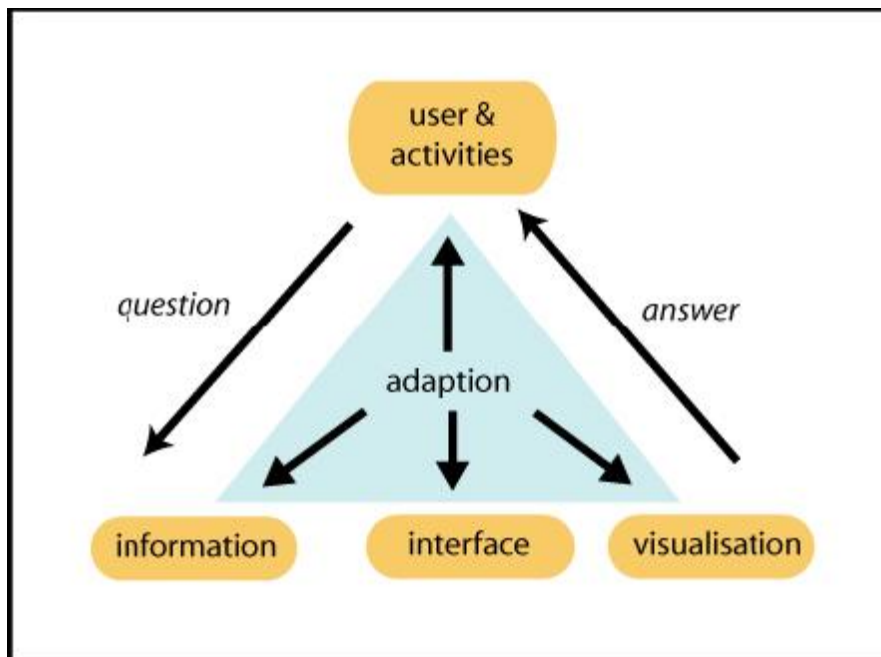 user &
activities
question
answer
adaption
information
interface
visualisation